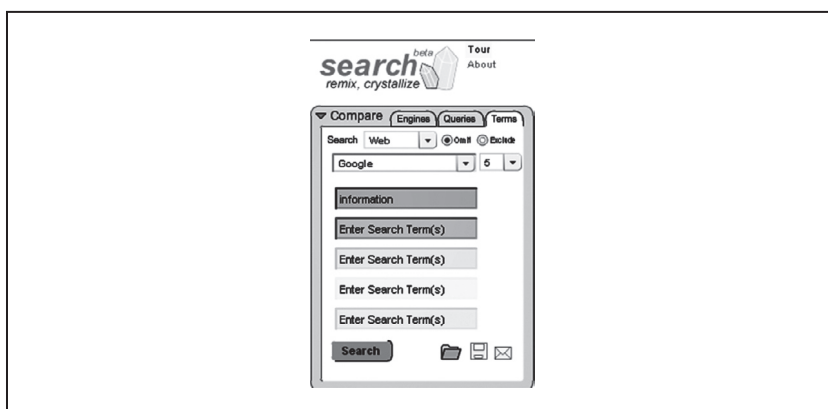 beta
search
remix, crystallize
Tour
About
Compare Engines Queries Terms
Search Web Omit Exclude
Google 5
information
Enter Search Term(s)
Enter Search Term(s)
Enter Search Term(s)
Enter Search Term(s)
Search